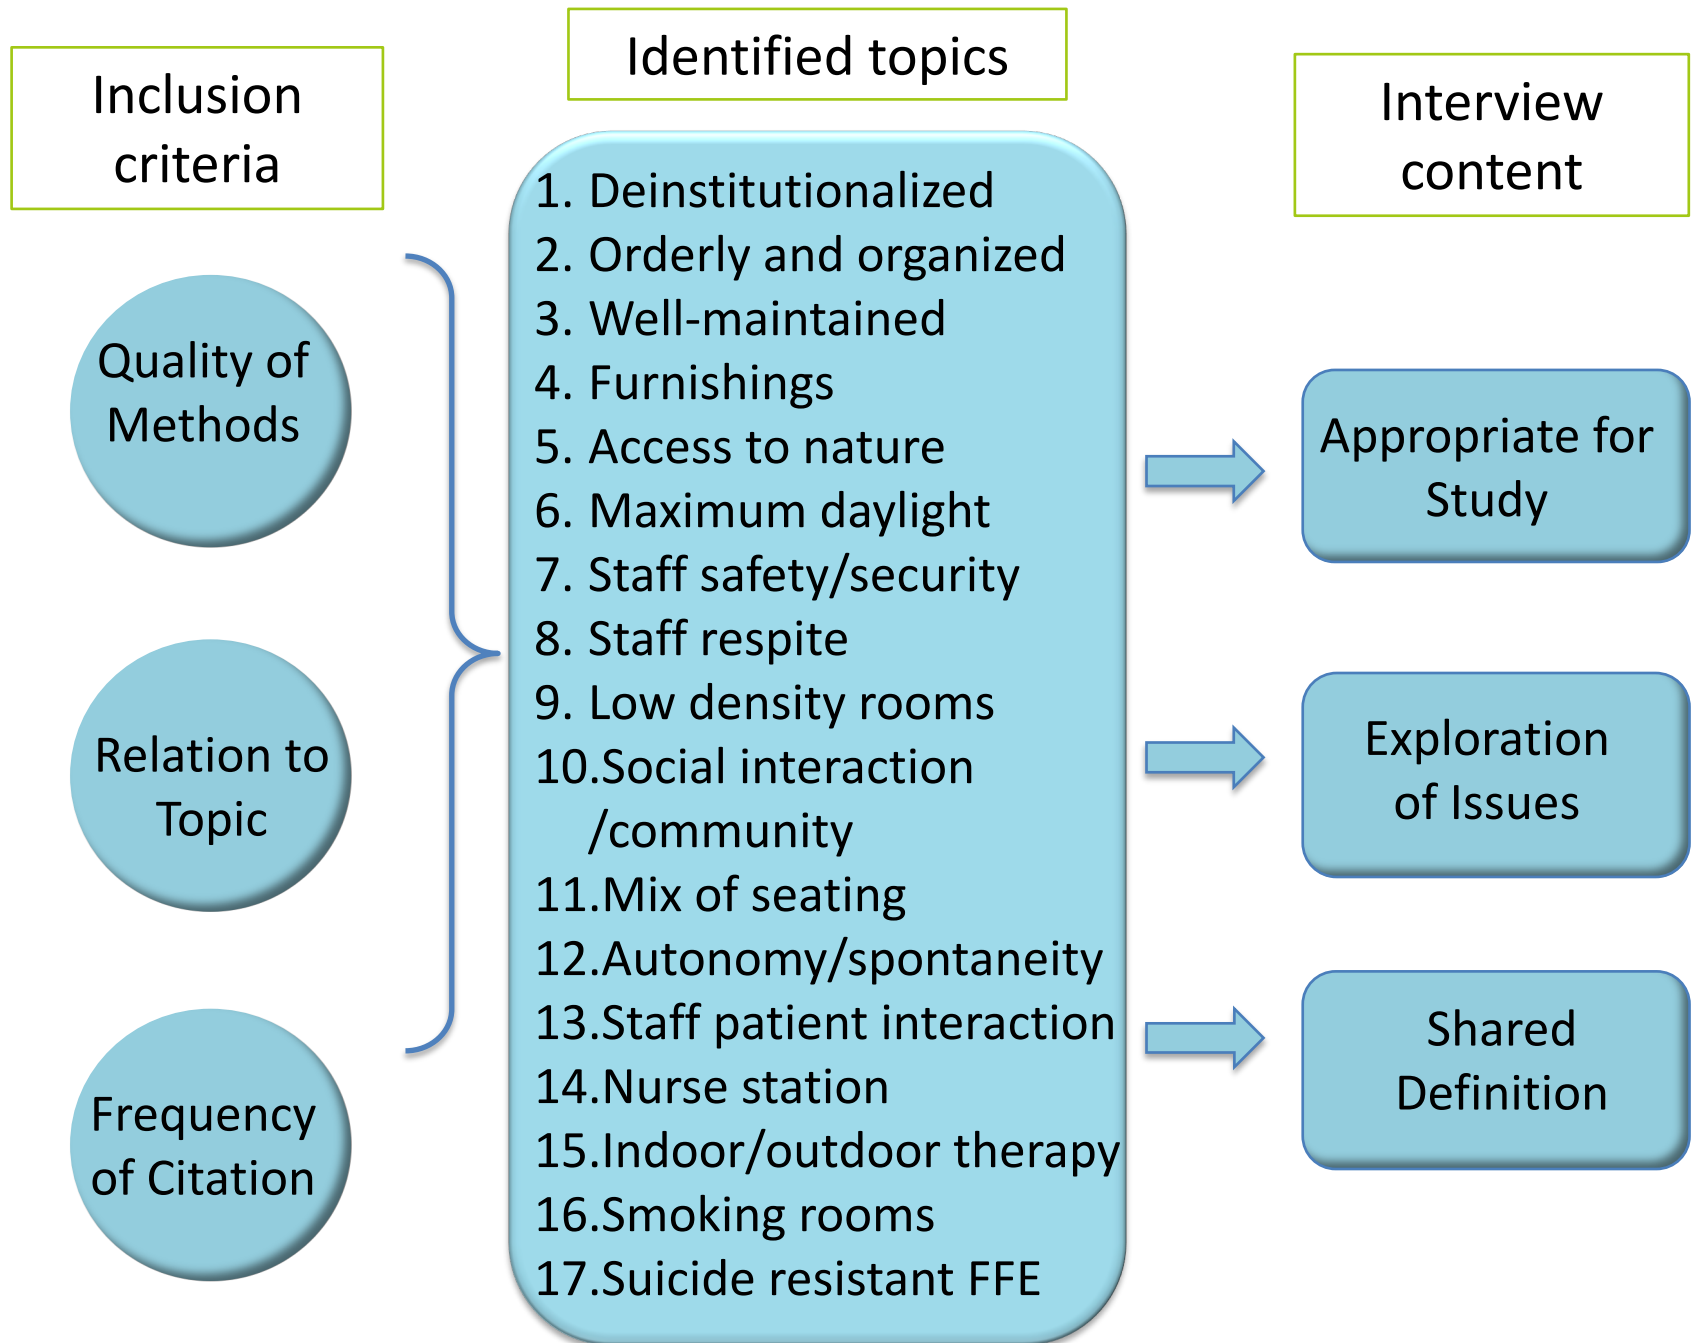 Inclusion
criteria
Quality of
Methods
Relation to
Topic
Frequency
of Citation
Identified topics
1. Deinstitutionalized
2. Orderly and organized
3. Well-maintained
4. Furnishings
5. Access to nature
6. Maximum daylight
7. Staff safety/security
8. Staff respite
9. Low density rooms
10.Social interaction
/community
11.Mix of seating
12.Autonomy/spontaneity
13.Staff patient interaction
14.Nurse station
15.Indoor/outdoor therapy
16.Smoking rooms
17.Suicide resistant FFE
Interview
content
Appropriate for
Study
Exploration
of Issues
Shared
Definition